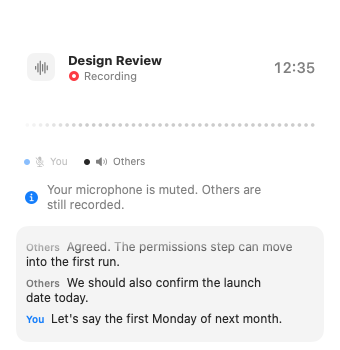 Design Review
Recording
12:35
You
Others
Your microphone is muted. Others are
still recorded.
Others Agreed. The permissions step can move
into the first run.
Others We should also confirm the launch
date today.
You Let's say the first Monday of next month.